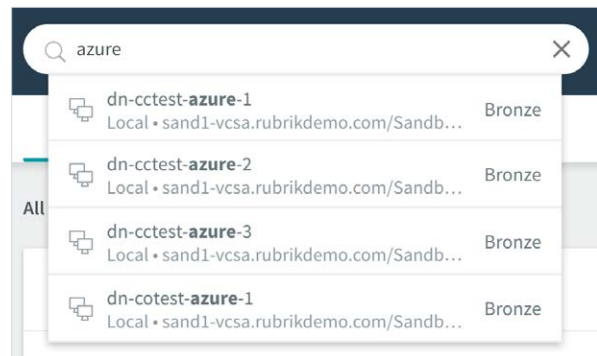 azure
dn-cctest-azure-1
Local • sand1-vcsa.rubrikdemo.com/Sandb...
Bronze
dn-cctest-azure-2
Local • sand1-vcsa.rubrikdemo.com/Sandb...
Bronze
All
dn-cctest-azure-3
Local • sand1-vcsa.rubrikdemo.com/Sandb...
Bronze
dn-cotest-azure-1
Local • sand1-vcsa.rubrikdemo.com/Sandb...
Bronze